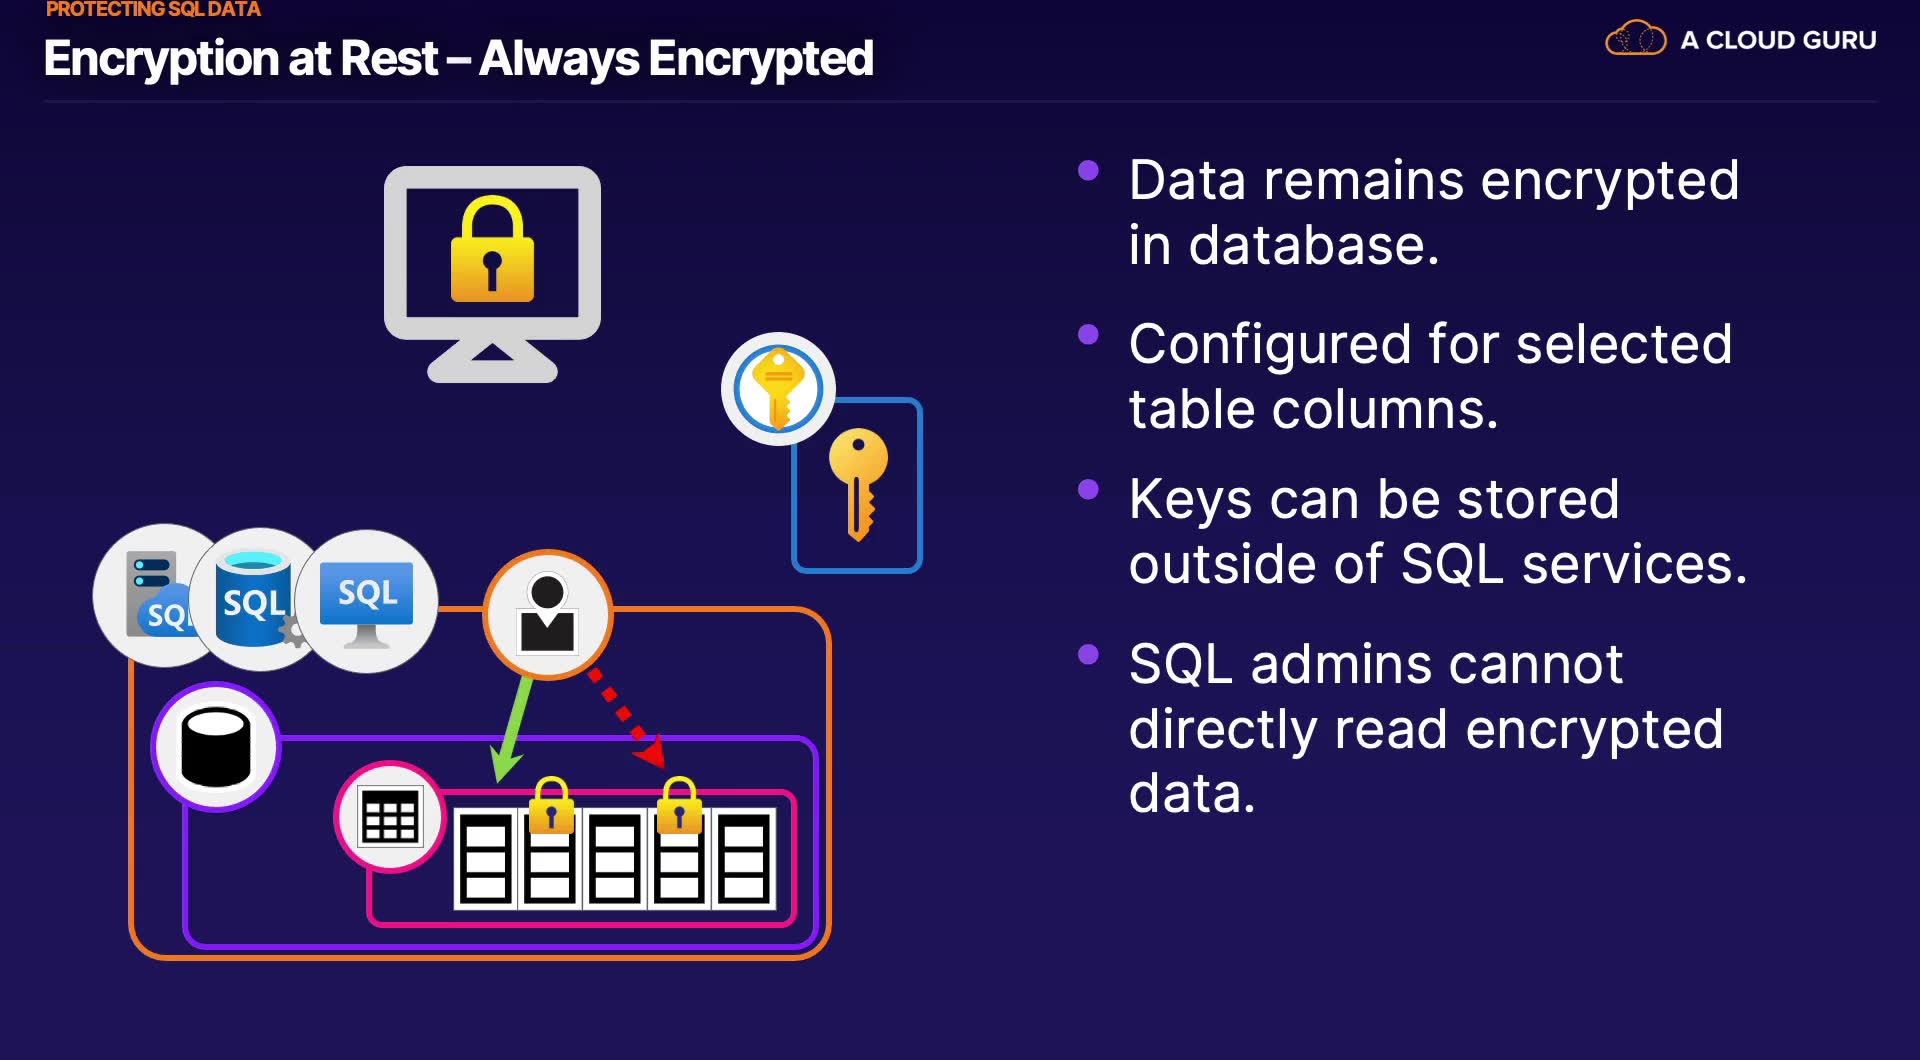 PROTECTING SQL DATA
Encryption at Rest – Always Encrypted
A CLOUD GURU
Data remains encrypted
in database.
Configured for selected
table columns.
Keys can be stored
outside of SQL services.
SQL admins cannot
directly read encrypted
data.
SQL
SQL
SQL